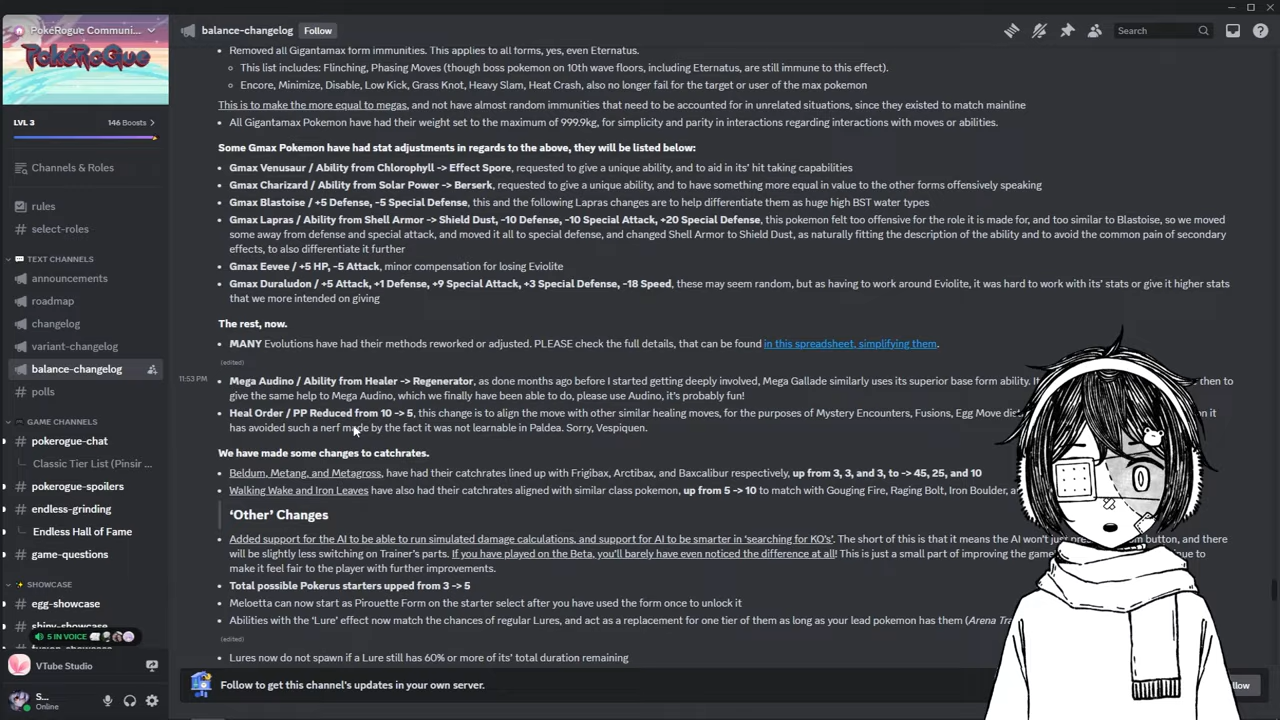 PokéRogue Communi...
POKEROGUE
LVL 3
146 Boosts
Channels & Roles
rules
select-roles
TEXT CHANNELS
announcements
roadmap
changelog
variant-changelog
balance-changelog
polls
GAME CHANNELS
pokerogue-chat
Classic Tier List (Pinsir ...
pokerogue-spoilers
endless-grinding
Endless Hall of Fame
game-questions
SHOWCASE
egg-showcase
shiny-showcase
5 IN VOICE
VTube Studio
S...
Online
balance-changelog
Follow
Search
Removed all Gigantamax form immunities. This applies to all forms, yes, even Eternatus.
This list includes: Flinching, Phasing Moves (though boss pokemon on 10th wave floors, including Eternatus, are still immune to this effect).
Encore, Minimize, Disable, Low Kick, Grass Knot, Heavy Slam, Heat Crash, also no longer fail for the target or user of the max pokemon
This is to make the more equal to megas, and not have almost random immunities that need to be accounted for in unrelated situations, since they existed to match mainline
All Gigantamax Pokemon have had their weight set to the maximum of 999.9kg, for simplicity and parity in interactions regarding interactions with moves or abilities.
Some Gmax Pokemon have had stat adjustments in regards to the above, they will be listed below:
Gmax Venusaur / Ability from Chlorophyll -> Effect Spore, requested to give a unique ability, and to aid in its' hit taking capabilities
Gmax Charizard / Ability from Solar Power -> Berserk, requested to give a unique ability, and to have something more equal in value to the other forms offensively speaking
Gmax Blastoise / +5 Defense, -5 Special Defense, this and the following Lapras changes are to help differentiate them as huge high BST water types
Gmax Lapras / Ability from Shell Armor -> Shield Dust, -10 Defense, -10 Special Attack, +20 Special Defense, this pokemon felt too offensive for the role it is made for, and too similar to Blastoise, so we moved
some away from defense and special attack, and moved it all to special defense, and changed Shell Armor to Shield Dust, as naturally fitting the description of the ability and to avoid the common pain of secondary
effects, to also differentiate it further
Gmax Eevee / +5 HP, -5 Attack, minor compensation for losing Eviolite
Gmax Duraludon / +5 Attack, +1 Defense, +9 Special Attack, +3 Special Defense, -18 Speed, these may seem random, but as having to work around Eviolite, it was hard to work with its' stats or give it higher stats
that we more intended on giving
The rest, now.
MANY Evolutions have had their methods reworked or adjusted. PLEASE check the full details, that can be found in this spreadsheet, simplifying them.
(edited)
11:53 PM
Mega Audino / Ability from Healer -> Regenerator, as done months ago before I started getting deeply involved, Mega Gallade similarly uses its superior base form ability. then to
give the same help to Mega Audino, which we finally have been able to do, please use Audino, it's probably fun!
Heal Order / PP Reduced from 10 -> 5, this change is to align the move with other similar healing moves, for the purposes of Mystery Encounters, Fusions, Egg Move on it
has avoided such a nerf made by the fact it was not learnable in Paldea. Sorry, Vespiquen.
We have made some changes to catchrates.
Beldum, Metang, and Metagross, have had their catchrates lined up with Frigibax, Arctibax, and Baxcalibur respectively, up from 3, 3, and 3, to -> 45, 25, and 10
Walking Wake and Iron Leaves have also had their catchrates aligned with similar class pokemon, up from 5 -> 10 to match with Gouging Fire, Raging Bolt, Iron Boulder,
‘Other’ Changes
Added support for the AI to be able to run simulated damage calculations, and support for AI to be smarter in ‘searching for KO's’. The short of this is that it means the AI won't just button, and there
will be slightly less switching on Trainer's parts. If you have played on the Beta, you'll barely have even noticed the difference at all! This is just a small part of improving the to
make it feel fair to the player with further improvements.
Total possible Pokerus starters upped from 3 -> 5
Meloetta can now start as Pirouette Form on the starter select after you have used the form once to unlock it
Abilities with the ‘Lure’ effect now match the chances of regular Lures, and act as a replacement for one tier of them as long as your lead pokemon has them (Arena
(edited)
Lures now do not spawn if a Lure still has 60% or more of its' total duration remaining
Follow to get this channel's updates in your own server.